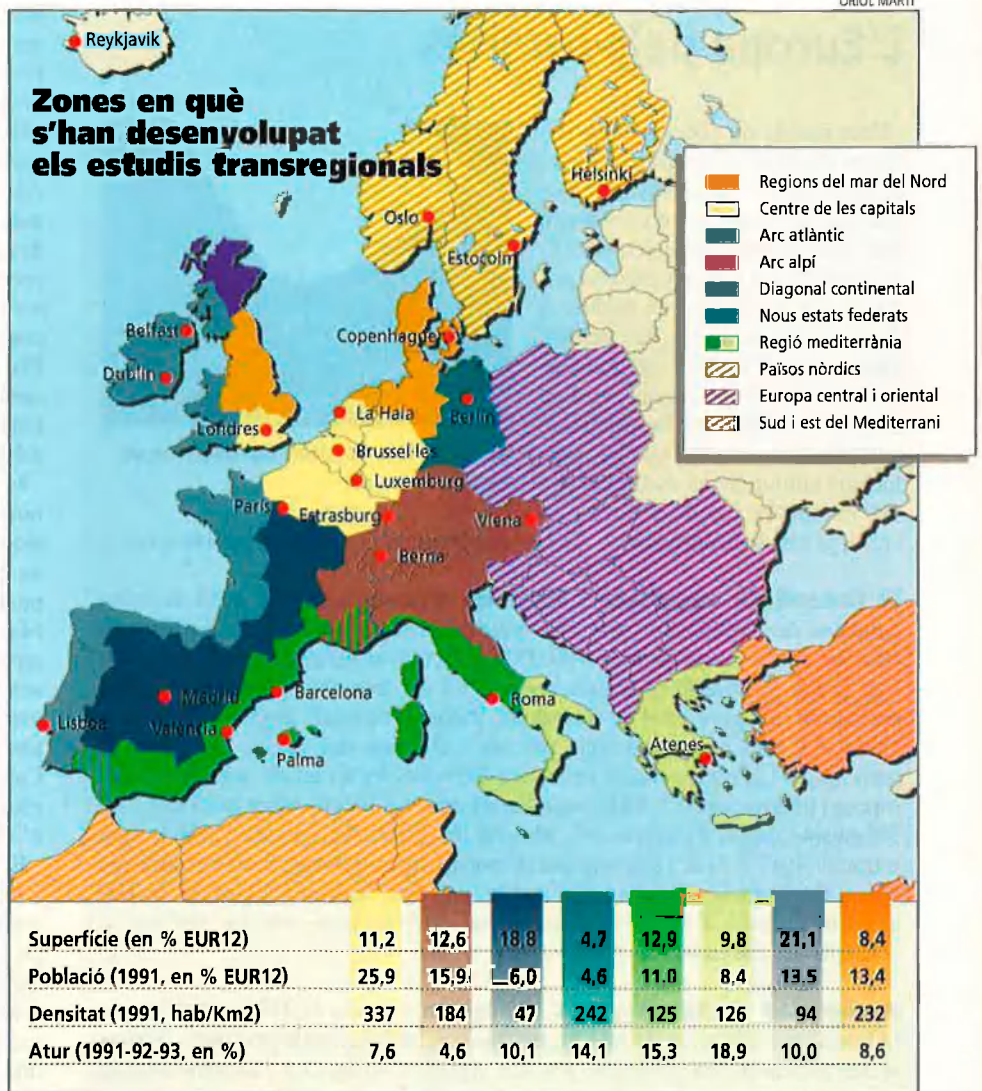 ORIOL MARTÍ
Reykjavik
Zones en què
s'han desenvolupat
els estudis transregionals
Hèlsinki
Oslo
Estocolm
Regions del mar del Nord
Centre de les capitals
Arc atlàntic
Arc alpí
Diagonal continental
Nous estats federats
Regió mediterrània
Països nòrdics
Europa central i oriental
Sud i est del Mediterrani
Belfast
Copenhaguen
Dublín
La Haia
Berlín
Londres
Brussel·les
Luxemburg
París
Estrasburg
Viena
Berna
Madrid
Barcelona
Roma
Lisboa
València
Palma
Atenes
Superfície (en % EUR12) 11,2 12,6 18,8 4,7 12,9 9,8 21,1 8,4
Població (1991, en % EUR12) 25,9 15,9 6,0 4,6 11.0 8,4 13.5 13,4
Densitat (1991, hab/Km2) 337 184 47 242 125 126 94 232
Atur (1991-92-93, en %) 7,6 4,6 10,1 14,1 15,3 18,9 10,0 8,6